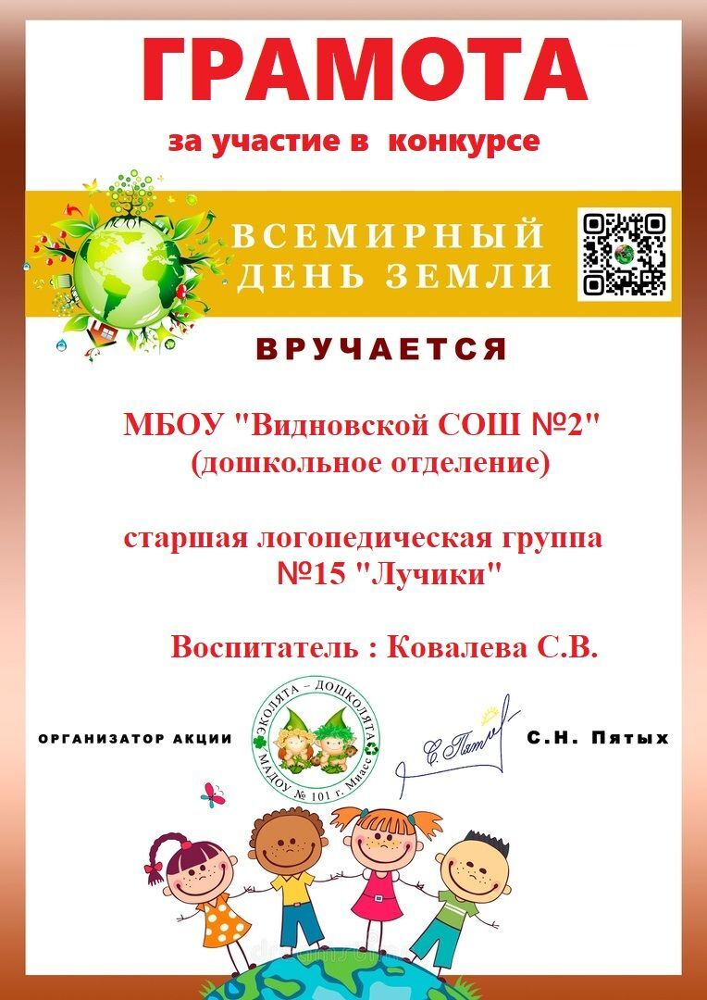 ГРАМОТА
за участие в конкурсе
ВСЕМИРНЫЙ
ДЕНЬ ЗЕМЛИ
ВРУЧАЕТСЯ
МБОУ "Видновской СОШ №2"
(дошкольное отделение)
старшая логопедическая группа
№15 "Лучики"
Воспитатель : Ковалева С.В.
ОРГАНИЗАТОР АКЦИИ
ЭКОЛЯТА – ДОШКОЛЯТА
МАДОУ № 101 г. Миасс
С. Пят
С.Н. Пятых